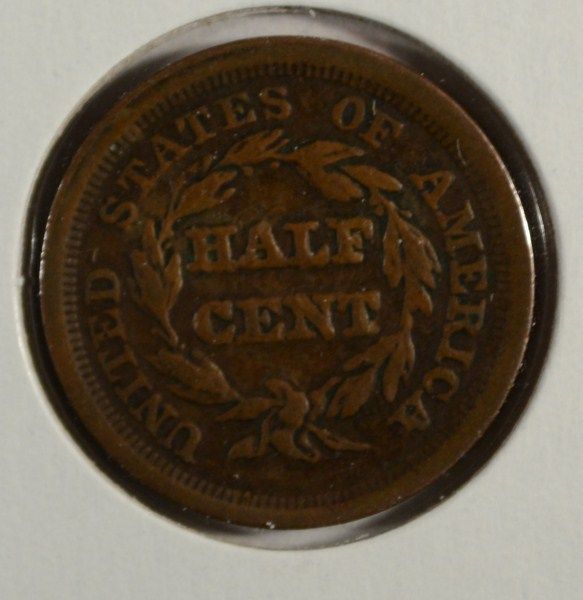 UNITED STATES OF AMERICA
HALF
CENT